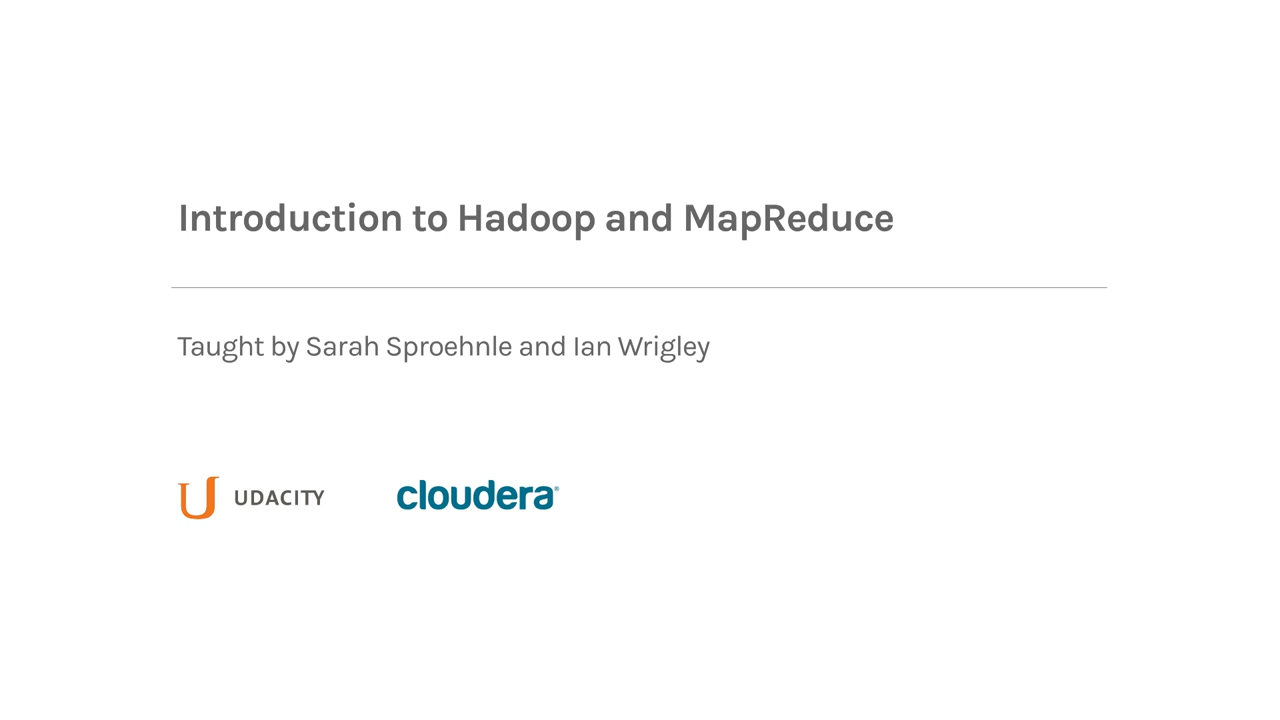 Introduction to Hadoop and MapReduce
Taught by Sarah Sproehnle and Ian Wrigley
U UDACITY cloudera®